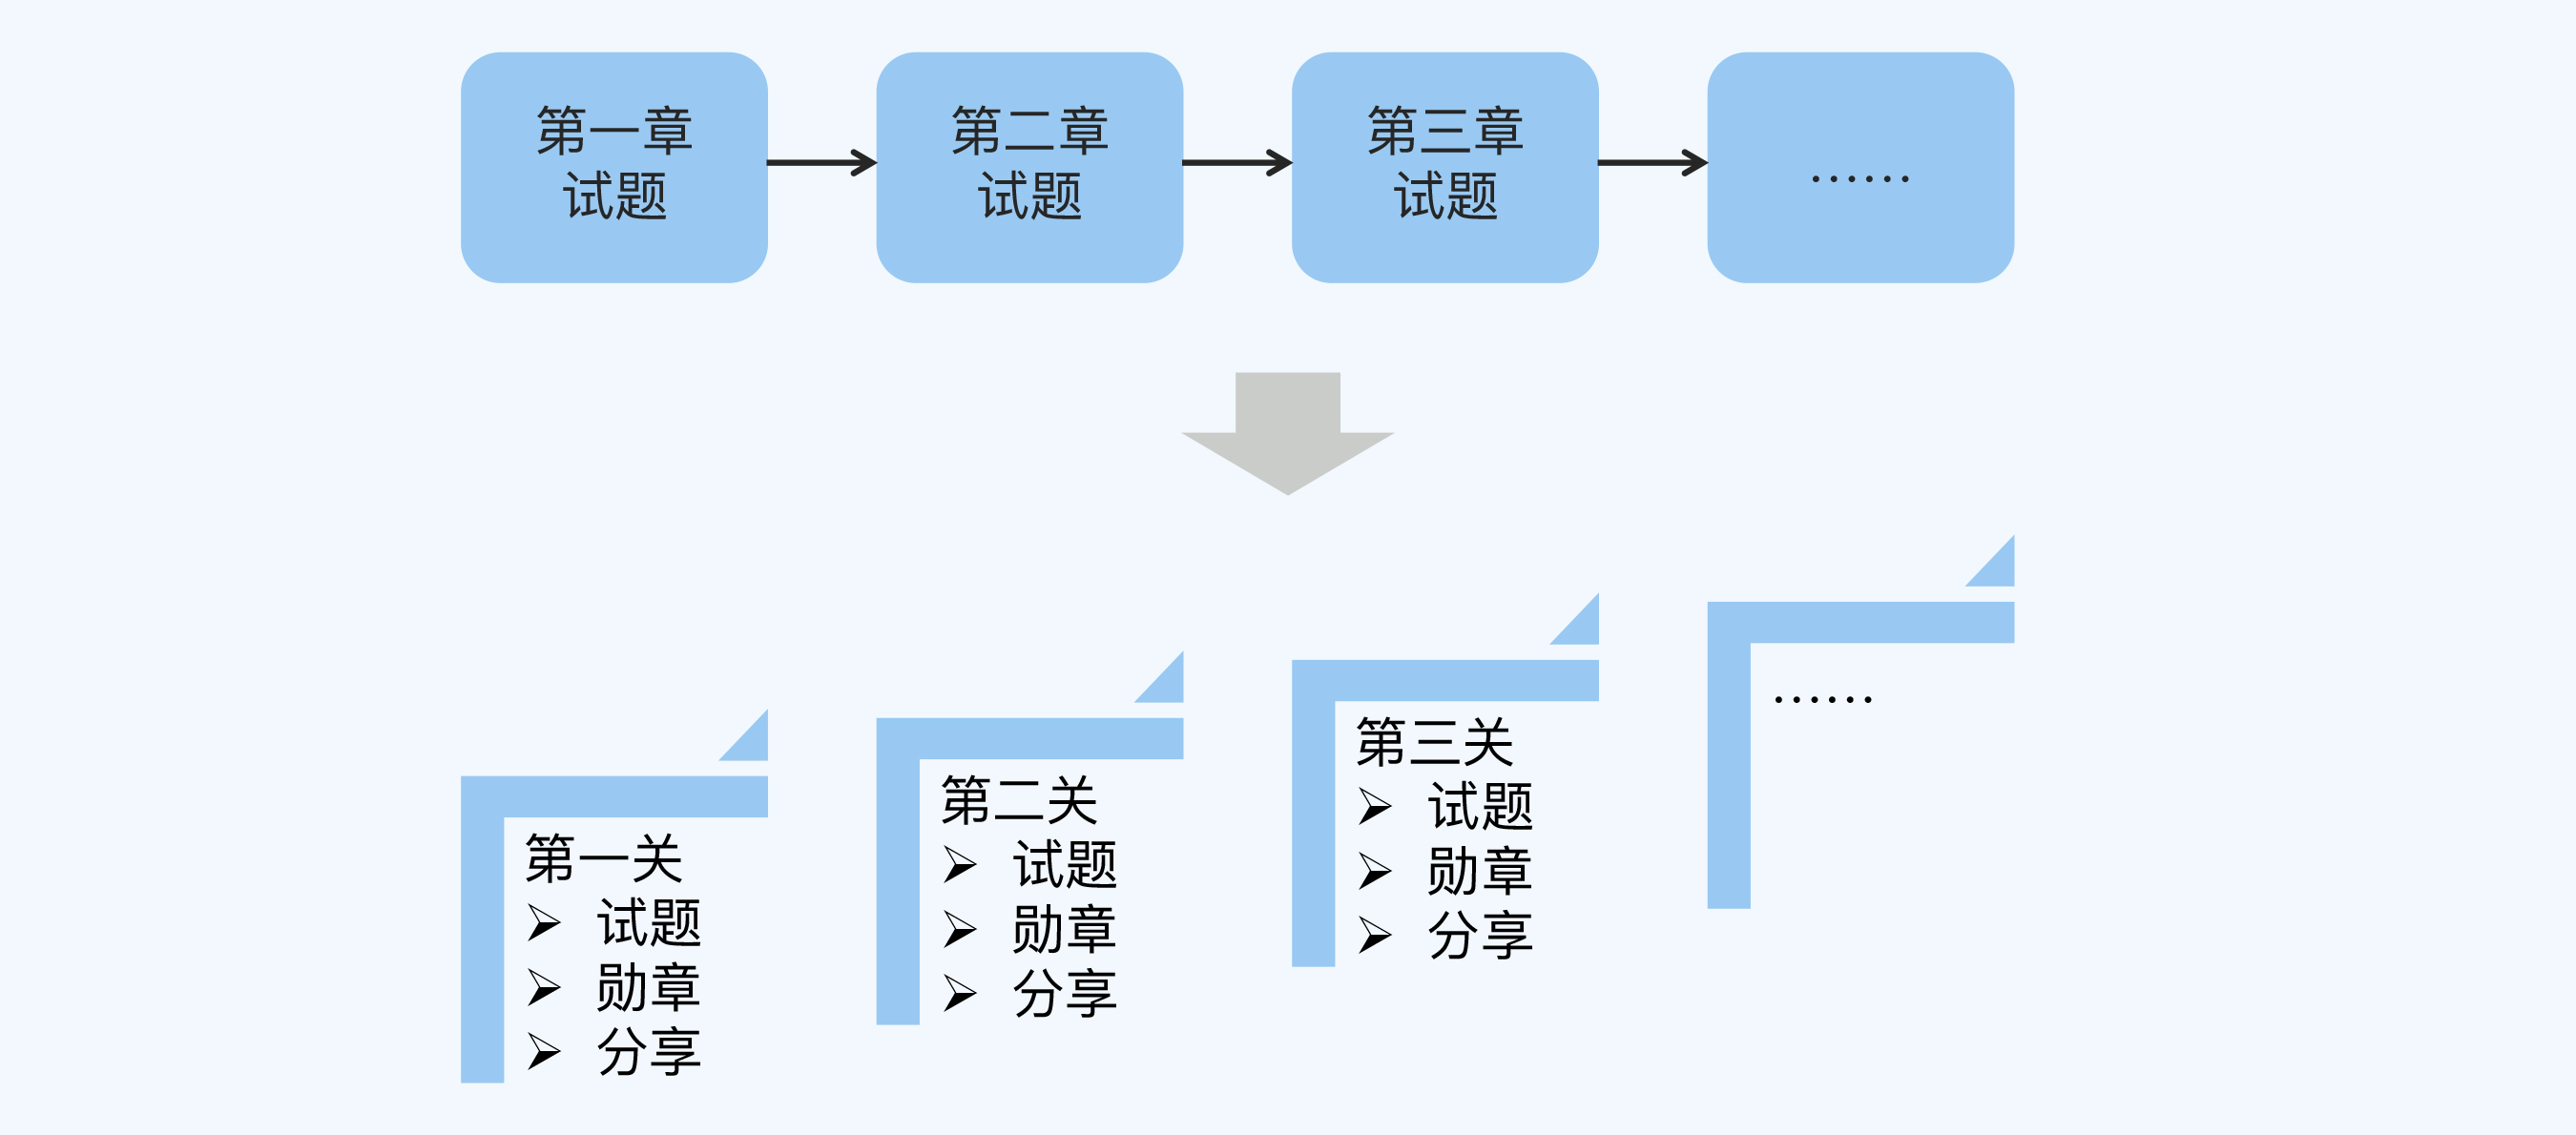 第一章
试题
第二章
试题
第三章
试题
……
第一关
➢ 试题
➢ 勋章
➢ 分享
第二关
➢ 试题
➢ 勋章
➢ 分享
第三关
➢ 试题
➢ 勋章
➢ 分享
……